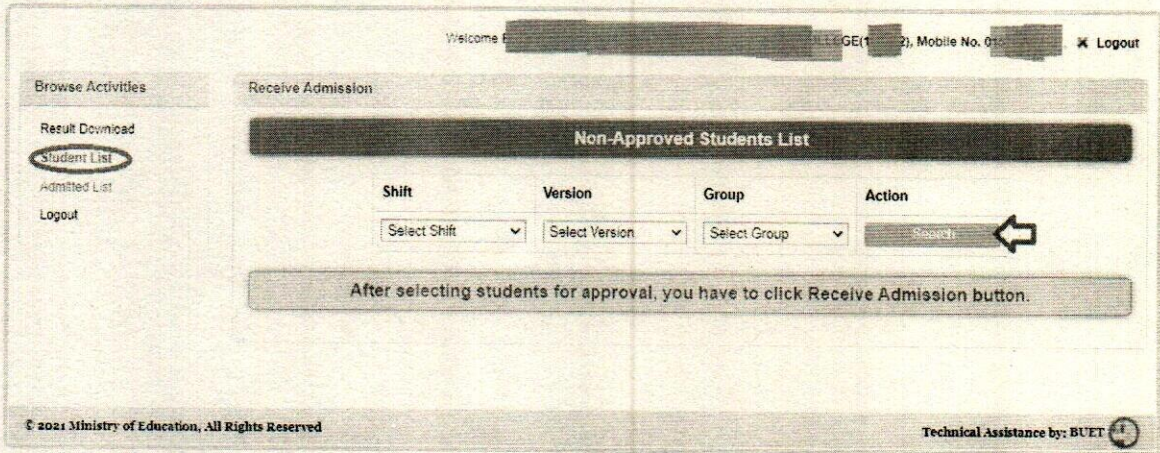 Welcome
GE(1 2), Mobile No. 01 ✕ Logout
Browse Activities
Receive Admission
Result Download
Student List
Admitted List
Logout
Non-Approved Students List
Shift Version Group Action
Select Shift Select Version Select Group Search
After selecting students for approval, you have to click Receive Admission button.
© 2021 Ministry of Education, All Rights Reserved
Technical Assistance by: BUET